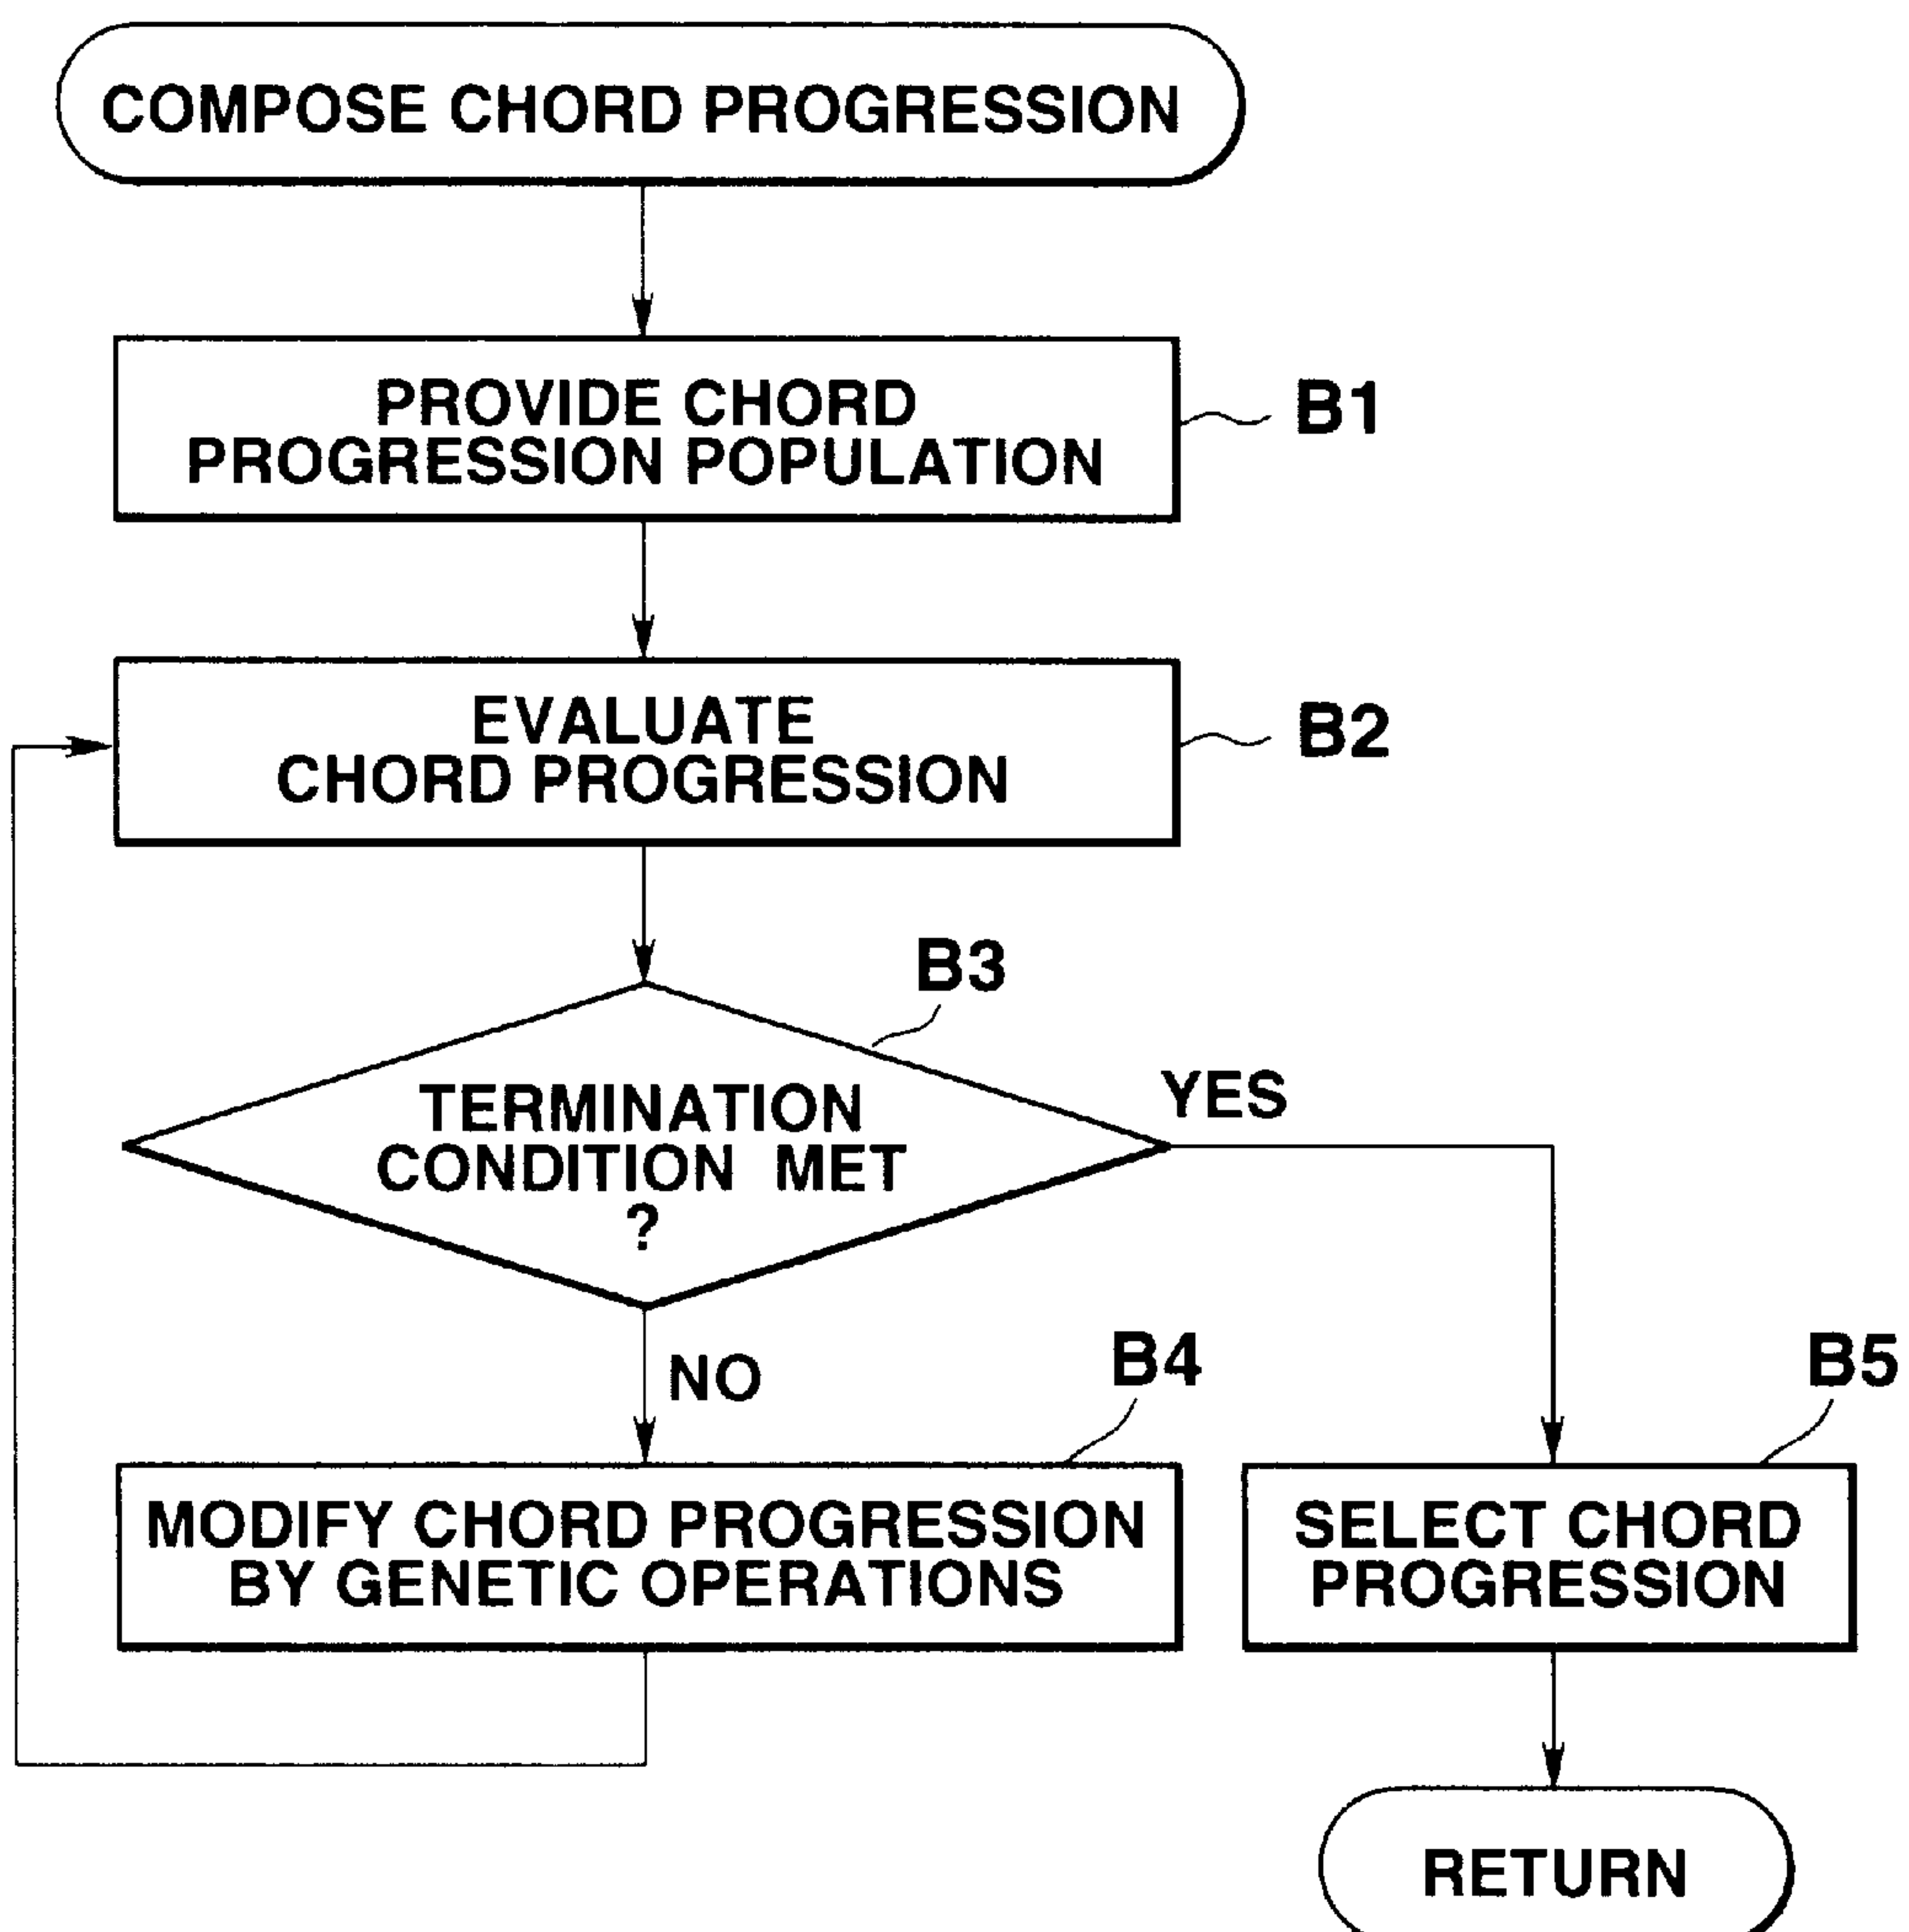 COMPOSE CHORD PROGRESSION
PROVIDE CHORD
PROGRESSION POPULATION
B1
EVALUATE
CHORD PROGRESSION
B2
B3
TERMINATION
CONDITION MET
?
YES
NO
B4
MODIFY CHORD PROGRESSION
BY GENETIC OPERATIONS
B5
SELECT CHORD
PROGRESSION
RETURN